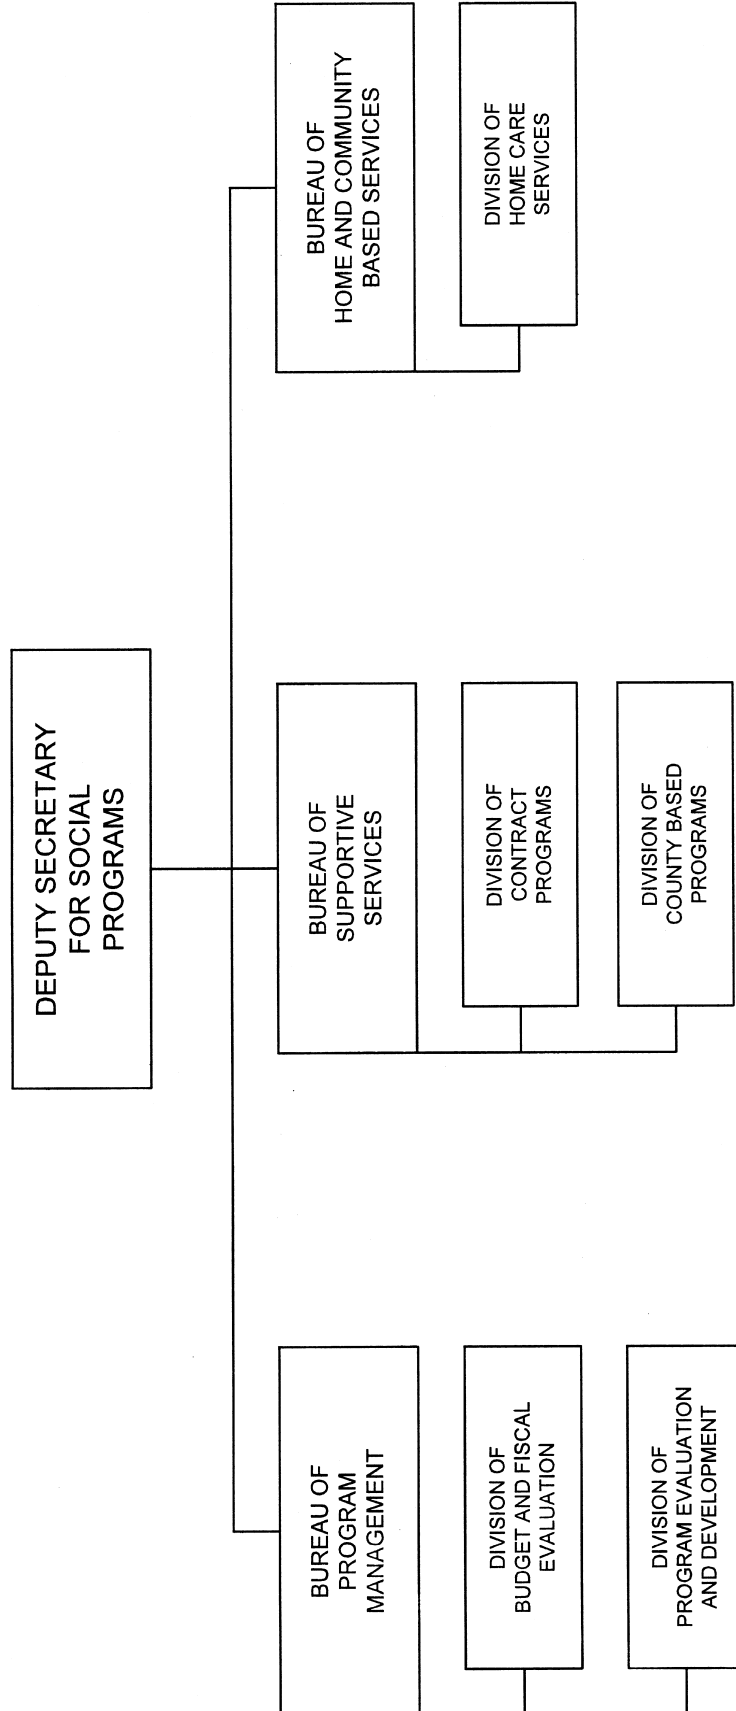 DEPUTY SECRETARY
FOR SOCIAL
PROGRAMS
BUREAU OF
PROGRAM
MANAGEMENT
DIVISION OF
BUDGET AND FISCAL
EVALUATION
DIVISION OF
PROGRAM EVALUATION
AND DEVELOPMENT
BUREAU OF
SUPPORTIVE
SERVICES
DIVISION OF
CONTRACT
PROGRAMS
DIVISION OF
COUNTY BASED
PROGRAMS
BUREAU OF
HOME AND COMMUNITY
BASED SERVICES
DIVISION OF
HOME CARE
SERVICES